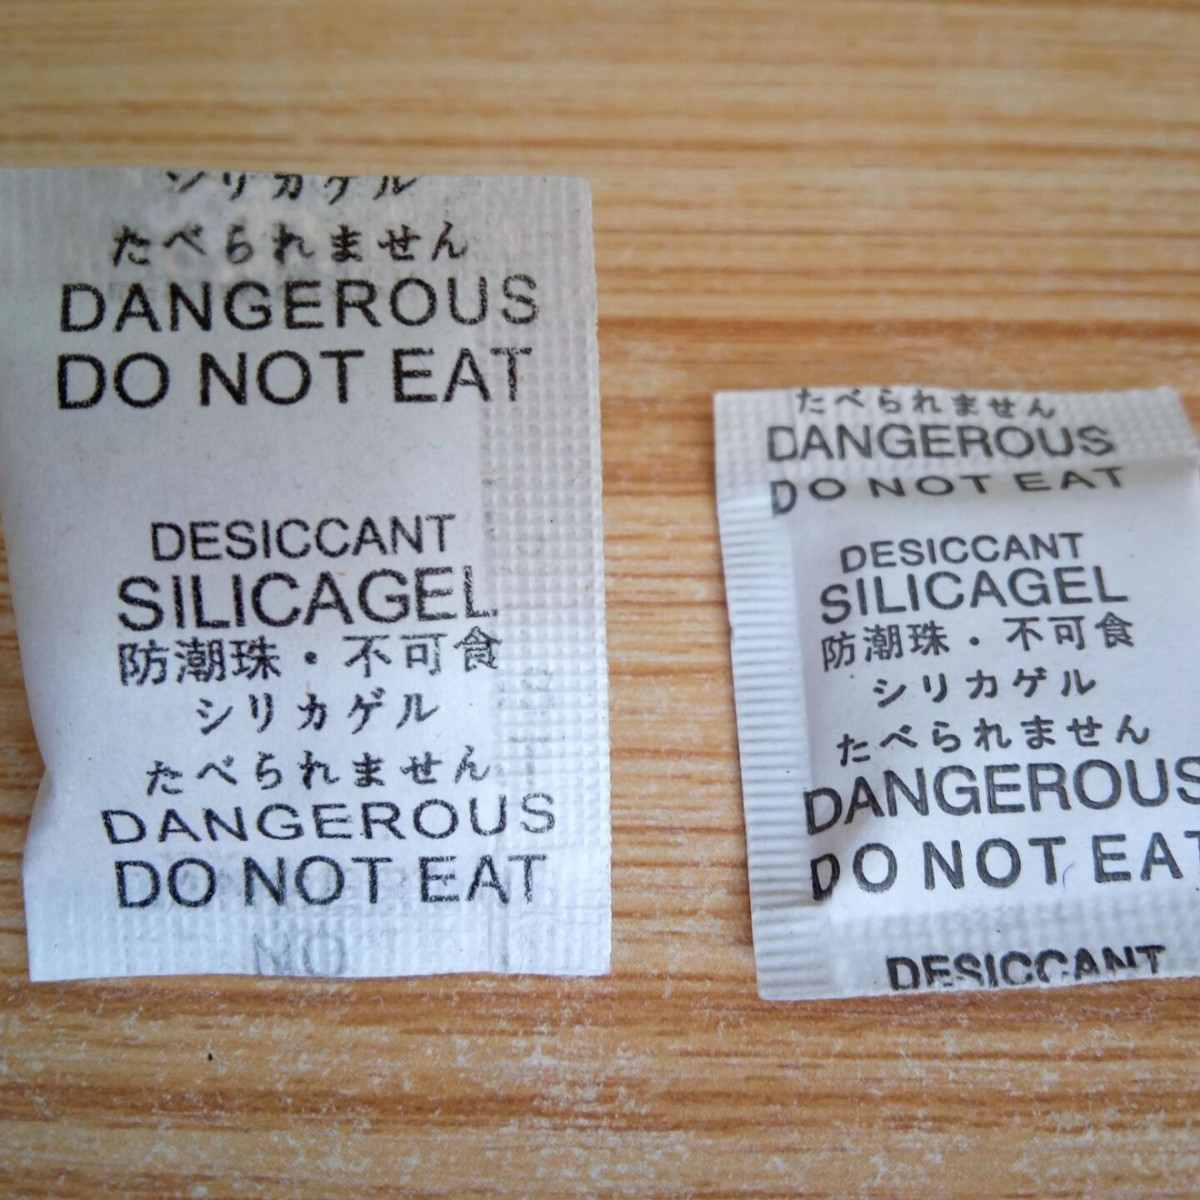 シリカゲル
たべられません
DANGEROUS
DO NOT EAT
DESICCANT
SILICAGEL
防潮珠・不可食
シリカゲル
たべられません
DANGEROUS
DO NOT EAT
NO
たべられません
DANGEROUS
DO NOT EAT
DESICCANT
SILICAGEL
防潮珠・不可食
シリカゲル
たべられません
DANGEROUS
DO NOT EAT
DESICCANT